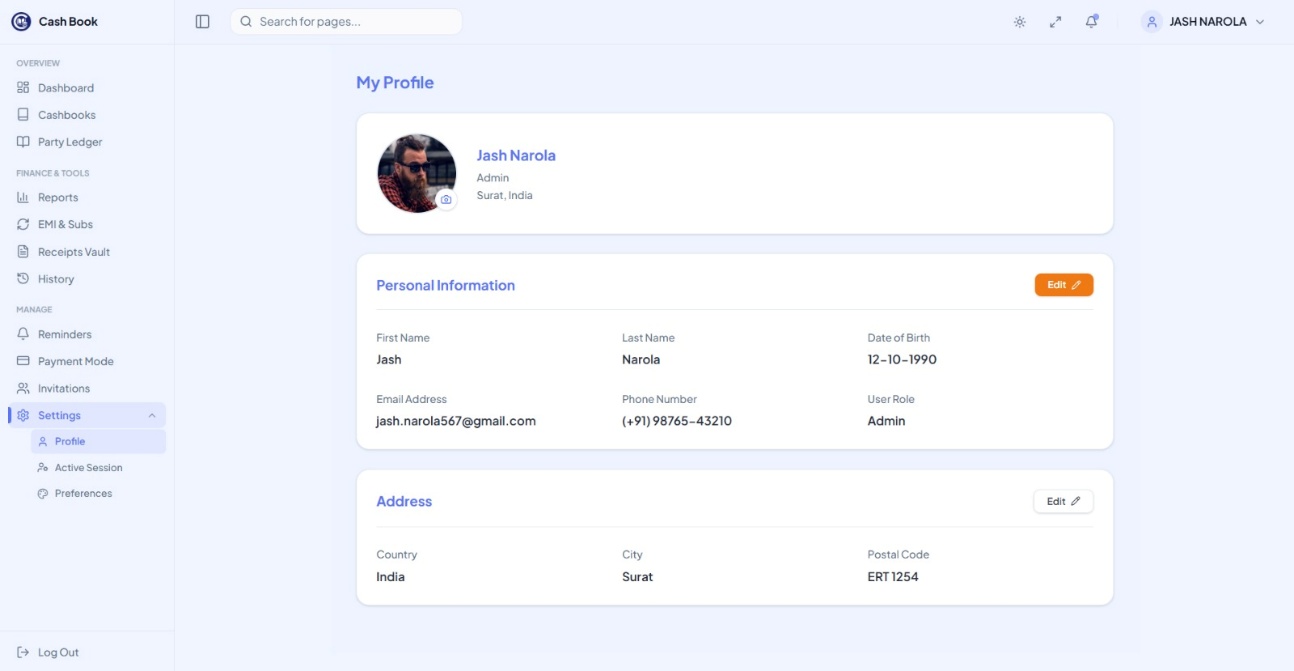 Cash Book
Search for pages...
JASH NAROLA
OVERVIEW
Dashboard
Cashbooks
Party Ledger
FINANCE & TOOLS
Reports
EMI & Subs
Receipts Vault
History
MANAGE
Reminders
Payment Mode
Invitations
Settings
Profile
Active Session
Preferences
Log Out
My Profile
Jash Narola
Admin
Surat, India
Personal Information
Edit
First Name Last Name Date of Birth
Jash Narola 12-10-1990
Email Address Phone Number User Role
jash.narola567@gmail.com (+91) 98765-43210 Admin
Address
Edit
Country City Postal Code
India Surat ERT 1254